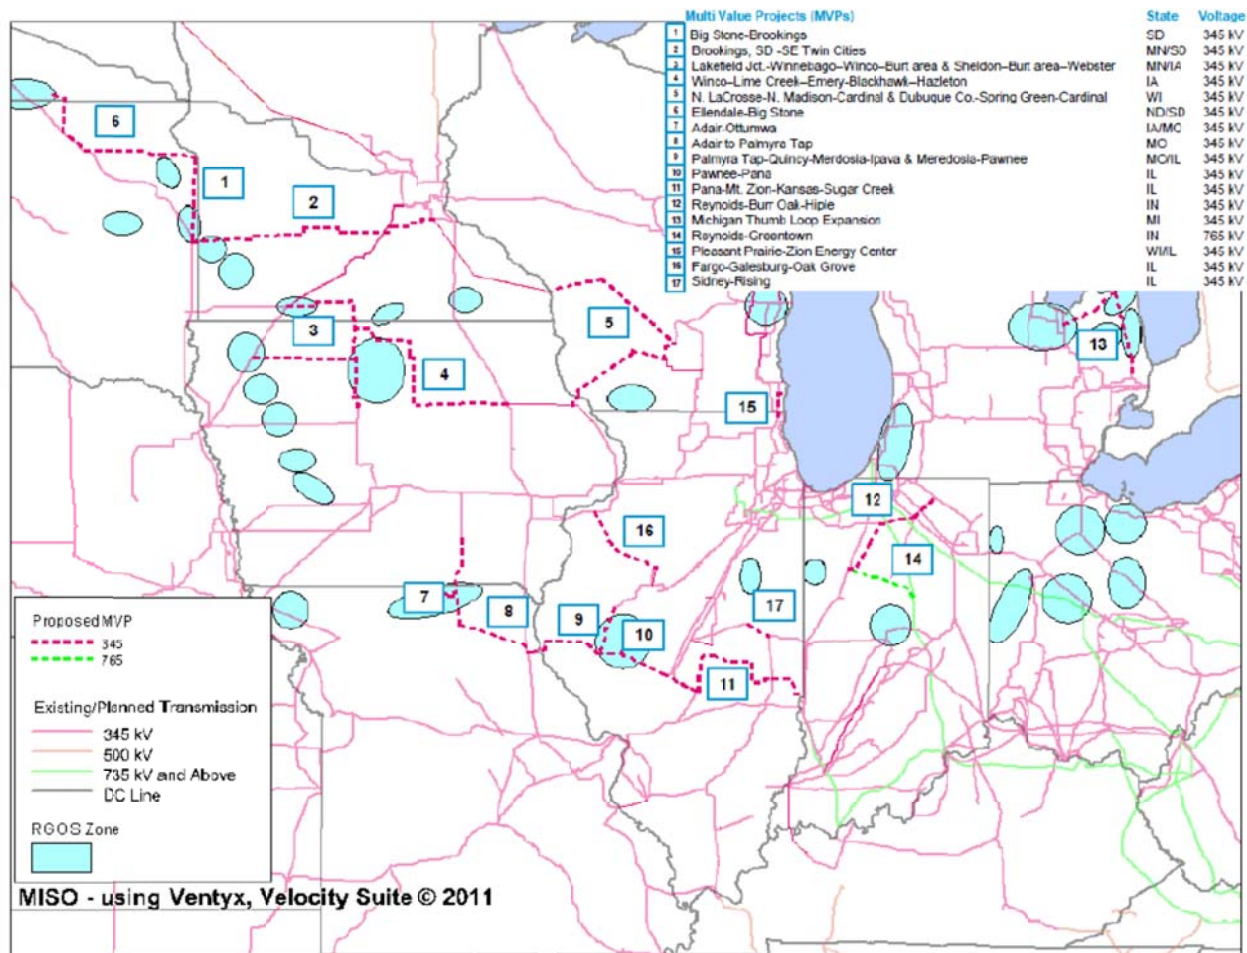 Multi Value Projects (MVPs) State Voltage
1 Big Stone-Brookings SD 345 kV
2 Brookings, SD -SE Twin Cities MN/SD 345 kV
3 Lakefield Jct.-Winnebago-Winco-Burt area & Sheldon-Burt area-Webster MN/IA 345 kV
4 Winco-Lime Creek-Emery-Blackhawk-Hazleton IA 345 kV
5 N. LaCrosse-N. Madison-Cardinal & Dubuque Co.-Spring Green-Cardinal WI 345 kV
6 Ellendale-Big Stone ND/SD 345 kV
7 Adair-Ottumwa IA/MO 345 kV
8 Adair to Palmyra Tap MO 345 kV
9 Palmyra Tap-Quincy-Merdosia-Ipava & Meredosia-Pawnee MO/IL 345 kV
10 Pawnee-Pana IL 345 kV
11 Pana-Mt. Zion-Kansas-Sugar Creek IL 345 kV
12 Reynolds-Burr Oak-Hiple IN 345 kV
13 Michigan Thumb Loop Expansion MI 345 kV
14 Reynolds-Greentown IN 765 kV
15 Pleasant Prairie-Zion Energy Center WI/IL 345 kV
16 Fargo-Galesburg-Oak Grove IL 345 kV
17 Sidney-Rising IL 345 kV
6
1
2
3
5
13
4
15
12
16
14
7
8
9
10
17
11
Proposed MVP
345
765
Existing/Planned Transmission
345 kV
500 kV
735 kV and Above
DC Line
RGOS Zone
MISO - using Ventyx, Velocity Suite © 2011